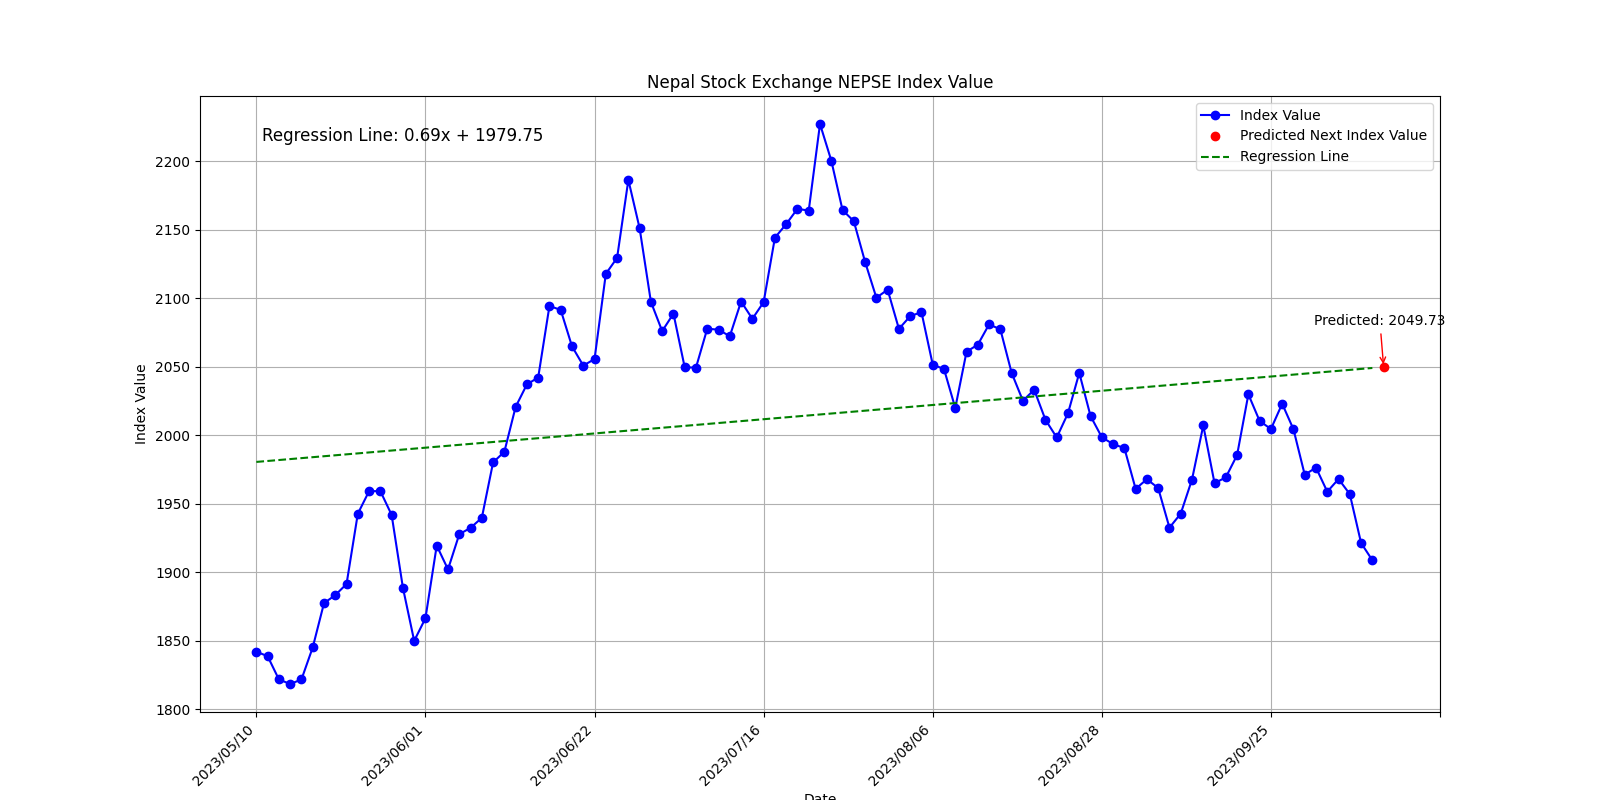 Nepal Stock Exchange NEPSE Index Value
Regression Line: 0.69x + 1979.75
Index Value
Predicted Next Index Value
Regression Line
Predicted: 2049.73
Index Value
2200
2150
2100
2050
2000
1950
1900
1850
1800
2023/05/10
2023/06/01
2023/06/22
2023/07/16
2023/08/06
2023/08/28
2023/09/25
Date